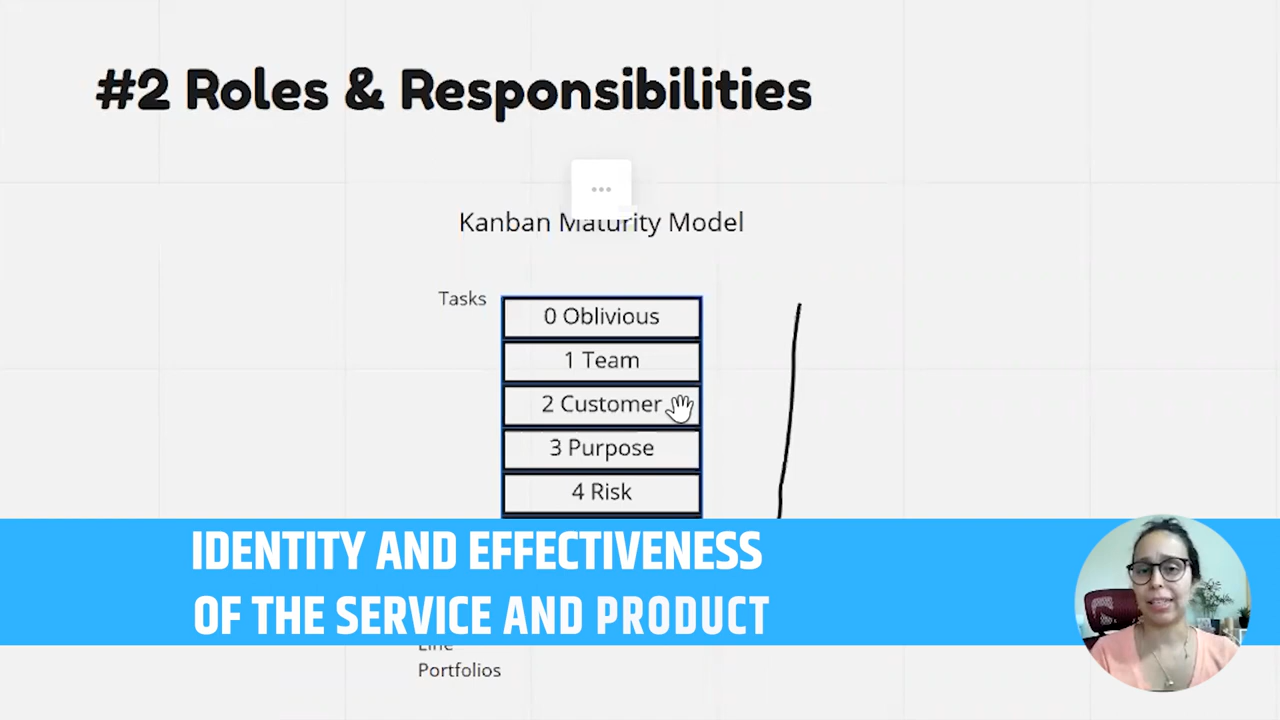 #2 Roles & Responsibilities
Kanban Maturity Model
Tasks
0 Oblivious
1 Team
2 Customer
3 Purpose
4 Risk
IDENTITY AND EFFECTIVENESS
OF THE SERVICE AND PRODUCT
Line
Portfolios